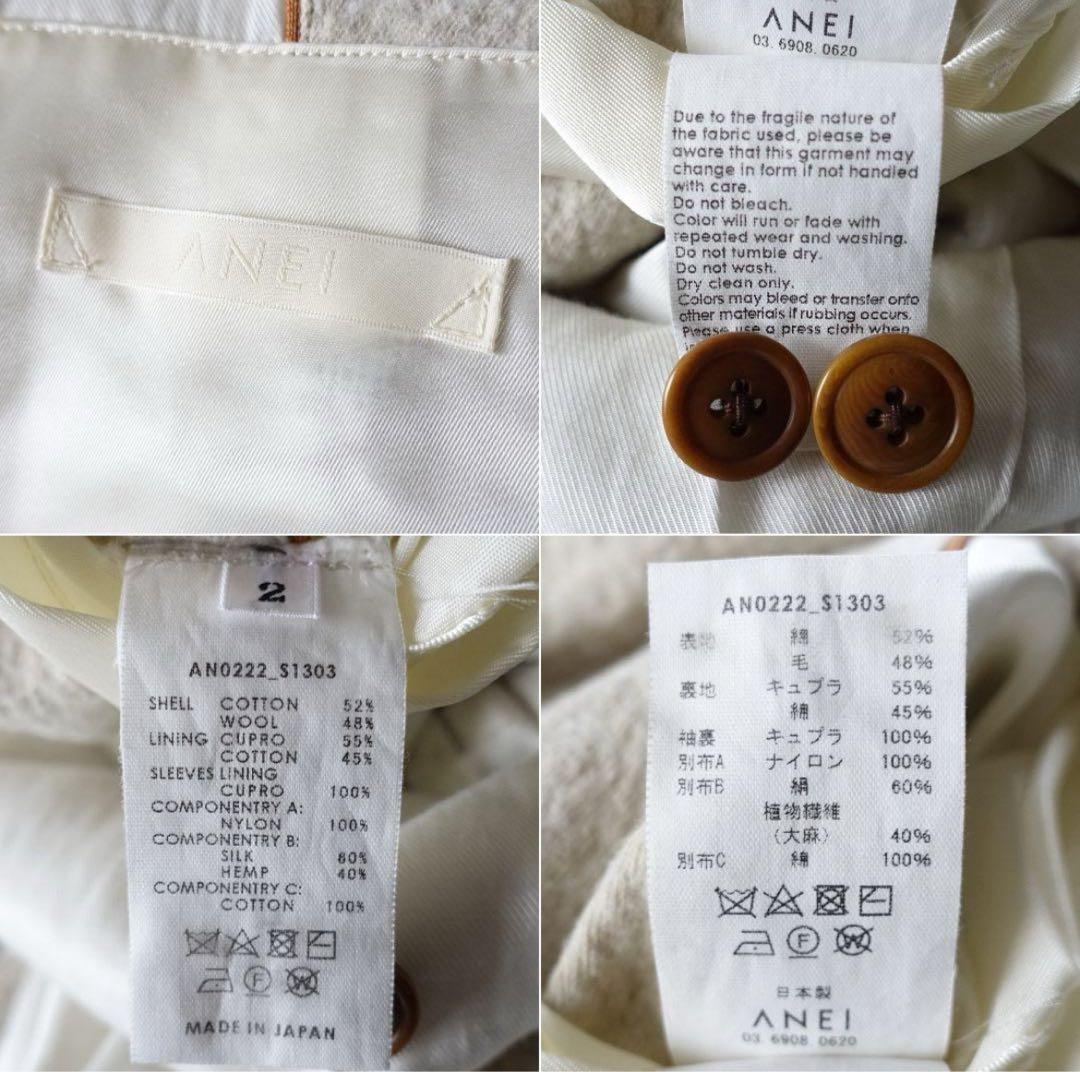 ANEI
ANEI
03. 6908. 0620
Due to the fragile nature of
the fabric used, please be
aware that this garment may
change in form if not handled
with care.
Do not bleach.
Color will run or fade with
repeated wear and washing.
Do not tumble dry.
Do not wash.
Dry clean only.
Colors may bleed or transfer onto
other materials if rubbing occurs.
Please use a press cloth when
2
AN0222_S1303
SHELL COTTON 52%
WOOL 48%
LINING CUPRO 55%
COTTON 45%
SLEEVES LINING
CUPRO 100%
COMPONENTRY A:
NYLON 100%
COMPONENTRY B:
SILK 60%
HEMP 40%
COMPONENTRY C:
COTTON 100%
F W
MADE IN JAPAN
AN0222_S1303
表地 綿 52%
毛 48%
裏地 キュプラ 55%
綿 45%
袖裏 キュプラ 100%
別布A ナイロン 100%
別布B 絹 60%
植物繊維
(大麻) 40%
別布C 綿 100%
F W
日本製
ANEI
03. 6908. 0620